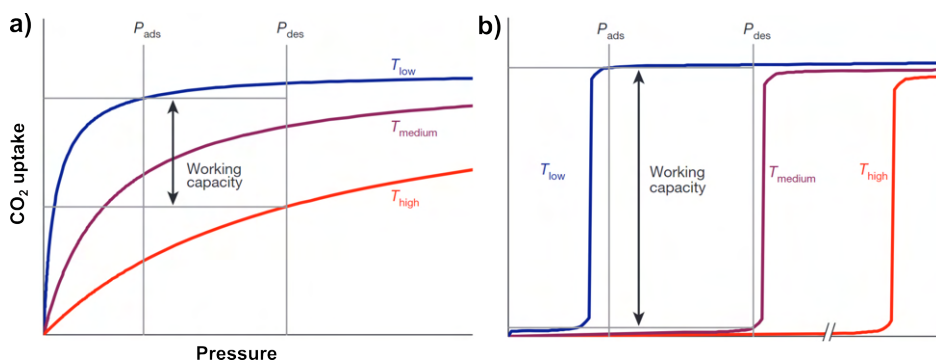 a)
P_ads
P_des
T_low
T_medium
Working
capacity
T_high
CO₂ uptake
Pressure
b)
P_ads
P_des
T_low
Working
capacity
T_medium
T_high